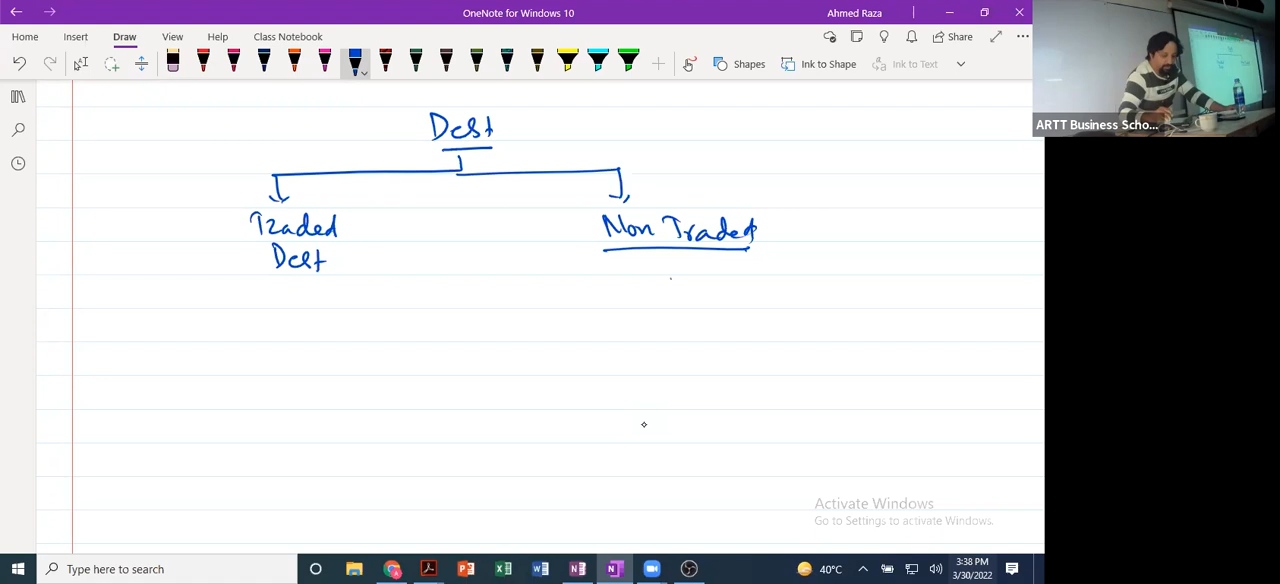 OneNote for Windows 10
Ahmed Raza
Home Insert Draw View Help Class Notebook
Share
Shapes Ink to Shape Ink to Text
ARTT Business Scho...
Debt
Traded Non Traded
Debt
Activate Windows
Go to Settings to activate Windows.
Type here to search
40°C
3:38 PM
3/30/2022